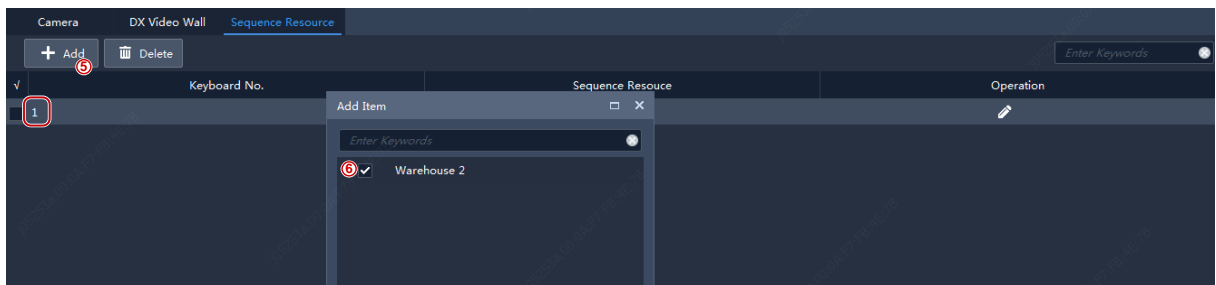 Camera DX Video Wall Sequence Resource
Add Delete Enter Keywords
5
√ Keyboard No. Sequence Resouce Operation
1
Add Item
Enter Keywords
6 Warehouse 2